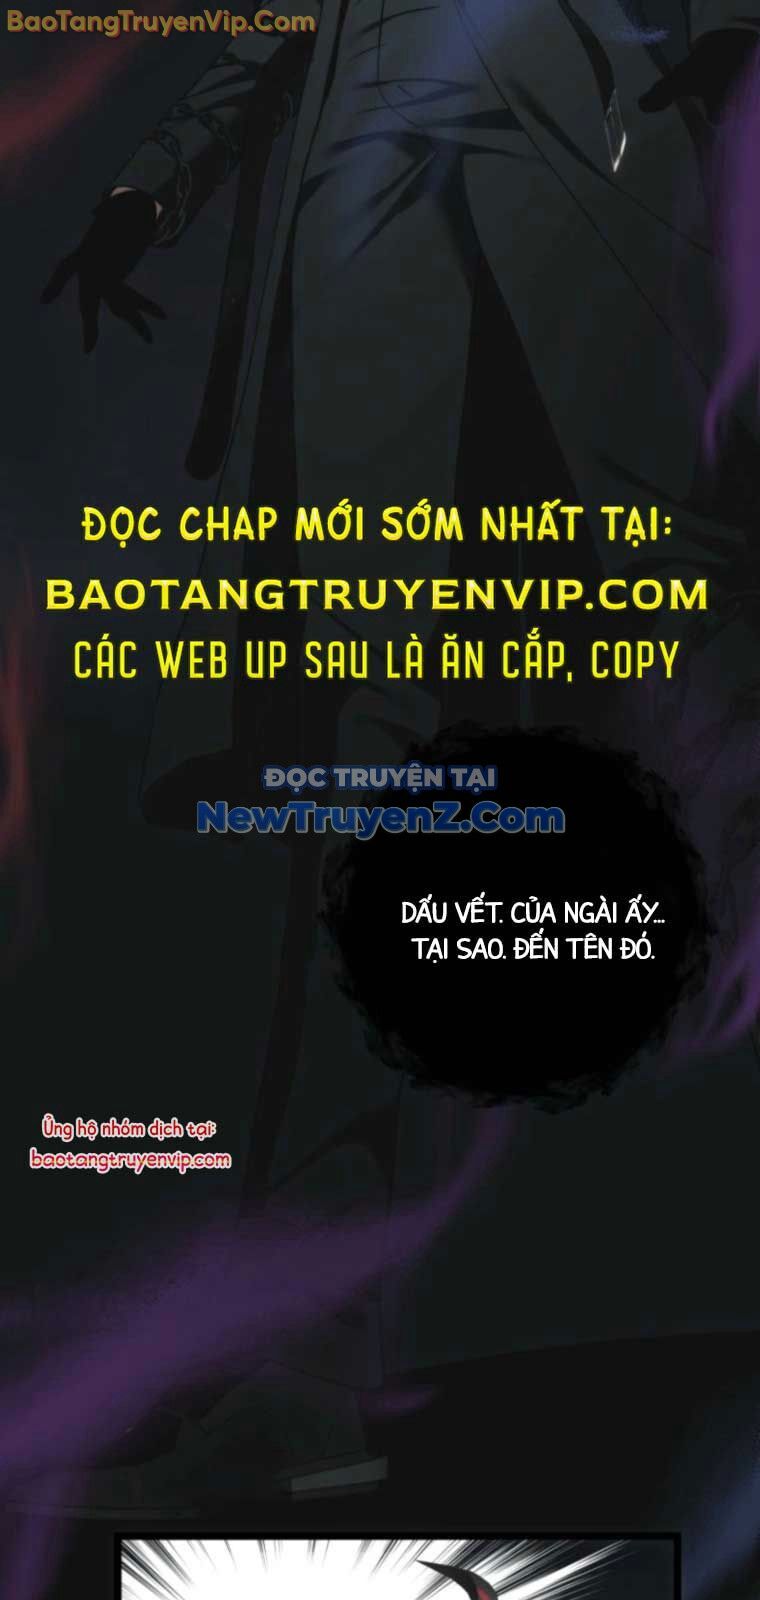 BaoTangTruyenVip.Com
ĐỌC CHAP MỚI SỚM NHẤT TẠI:
BAOTANGTRUYENVIP.COM
CÁC WEB UP SAU LÀ ĂN CẮP, COPY
ĐỌC TRUYỆN TẠI
NewTruyenZ.Com
DẤU VẾT. CỦA NGÀI ẤY...
TẠI SAO. ĐẾN TÊN ĐÓ.
Ủng hộ nhóm dịch tại:
baotangtruyenvip.com